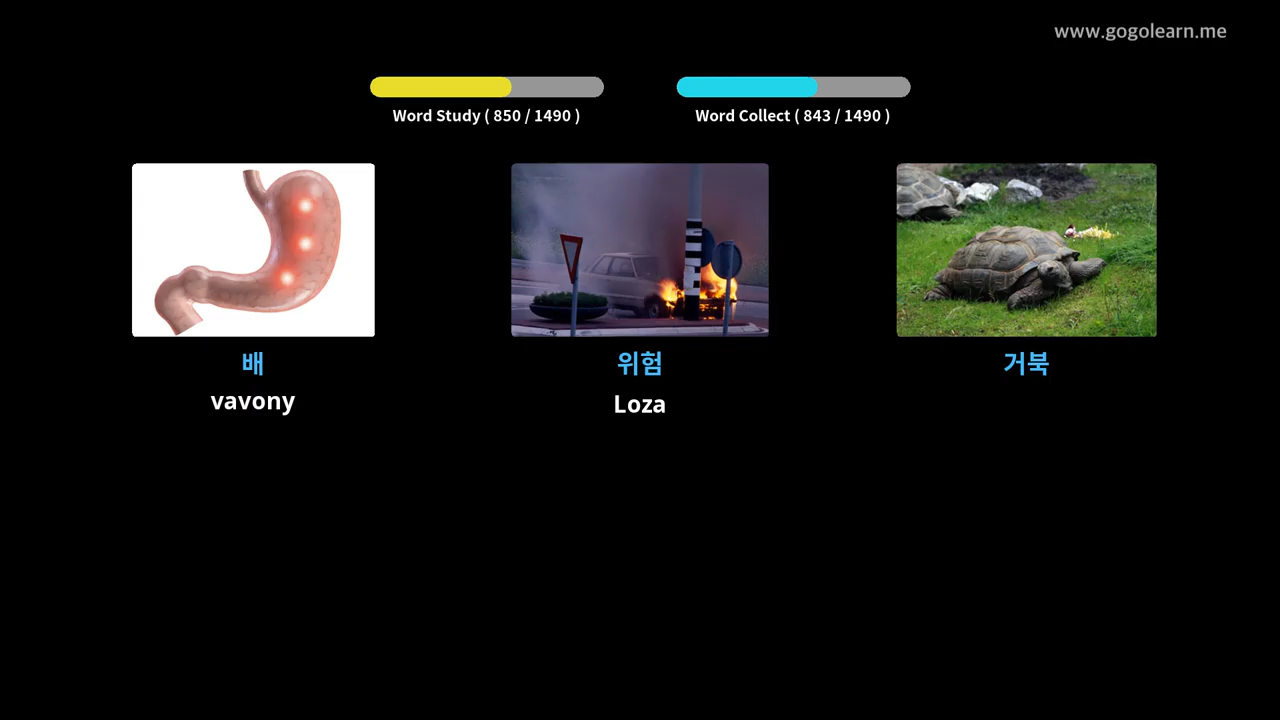 www.gogolearn.me
Word Study ( 850 / 1490 )
Word Collect ( 843 / 1490 )
배
위험
거북
vavony
Loza